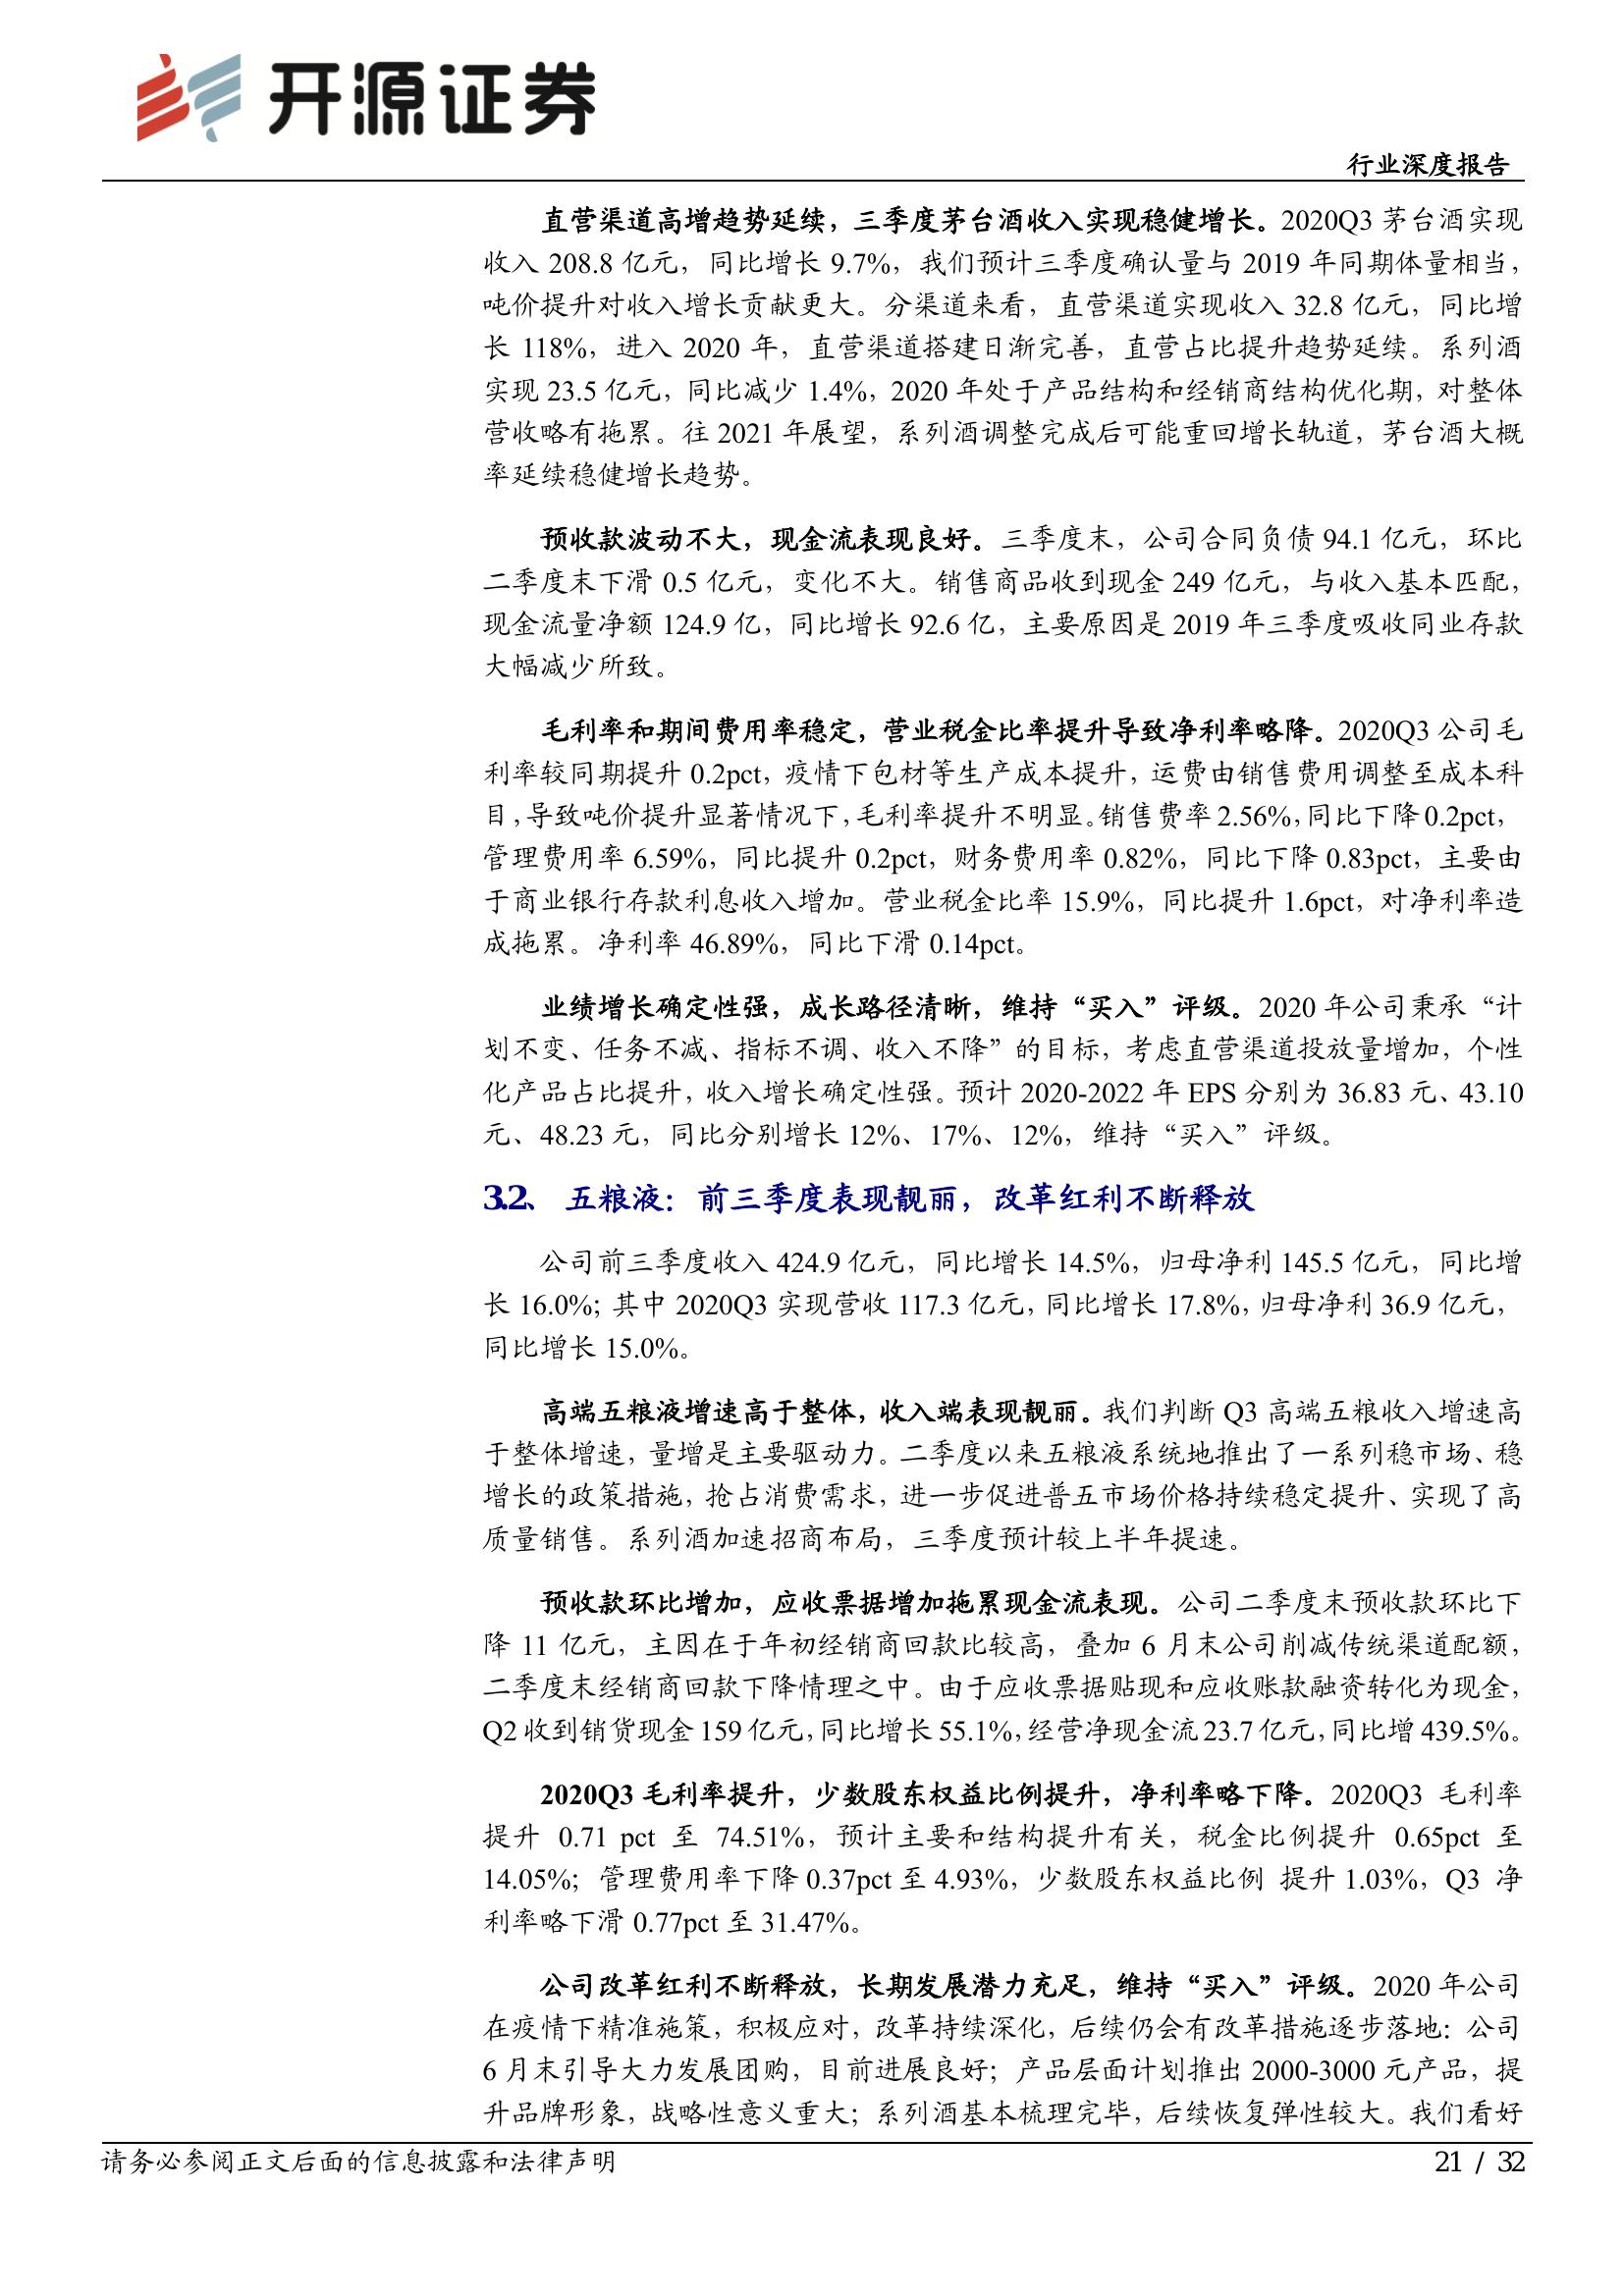 开源证券
行业深度报告
直营渠道高增趋势延续，三季度茅台酒收入实现稳健增长。2020Q3 茅台酒实现
收入 208.8 亿元，同比增长 9.7%，我们预计三季度确认量与 2019 年同期体量相当，
吨价提升对收入增长贡献更大。分渠道来看，直营渠道实现收入 32.8 亿元，同比增
长 118%，进入 2020 年，直营渠道搭建日渐完善，直营占比提升趋势延续。系列酒
实现 23.5 亿元，同比减少 1.4%，2020 年处于产品结构和经销商结构优化期，对整体
营收略有拖累。往 2021 年展望，系列酒调整完成后可能重回增长轨道，茅台酒大概
率延续稳健增长趋势。
预收款波动不大，现金流表现良好。三季度末，公司合同负债 94.1 亿元，环比
二季度末下滑 0.5 亿元，变化不大。销售商品收到现金 249 亿元，与收入基本匹配，
现金流量净额 124.9 亿，同比增长 92.6 亿，主要原因是 2019 年三季度吸收同业存款
大幅减少所致。
毛利率和期间费用率稳定，营业税金比率提升导致净利率略降。2020Q3 公司毛
利率较同期提升 0.2pct，疫情下包材等生产成本提升，运费由销售费用调整至成本科
目，导致吨价提升显著情况下，毛利率提升不明显。销售费率 2.56%，同比下降 0.2pct，
管理费用率 6.59%，同比提升 0.2pct，财务费用率 0.82%，同比下降 0.83pct，主要由
于商业银行存款利息收入增加。营业税金比率 15.9%，同比提升 1.6pct，对净利率造
成拖累。净利率 46.89%，同比下滑 0.14pct。
业绩增长确定性强，成长路径清晰，维持“买入”评级。2020 年公司秉承“计
划不变、任务不减、指标不调、收入不降”的目标，考虑直营渠道投放量增加，个性
化产品占比提升，收入增长确定性强。预计 2020-2022 年 EPS 分别为 36.83 元、43.10
元、48.23 元，同比分别增长 12%、17%、12%，维持“买入”评级。
3.2、 五粮液：前三季度表现靓丽，改革红利不断释放
公司前三季度收入 424.9 亿元，同比增长 14.5%，归母净利 145.5 亿元，同比增
长 16.0%；其中 2020Q3 实现营收 117.3 亿元，同比增长 17.8%，归母净利 36.9 亿元，
同比增长 15.0%。
高端五粮液增速高于整体，收入端表现靓丽。我们判断 Q3 高端五粮收入增速高
于整体增速，量增是主要驱动力。二季度以来五粮液系统地推出了一系列稳市场、稳
增长的政策措施，抢占消费需求，进一步促进普五市场价格持续稳定提升、实现了高
质量销售。系列酒加速招商布局，三季度预计较上半年提速。
预收款环比增加，应收票据增加拖累现金流表现。公司二季度末预收款环比下
降 11 亿元，主因在于年初经销商回款比较高，叠加 6 月末公司削减传统渠道配额，
二季度末经销商回款下降情理之中。由于应收票据贴现和应收账款融资转化为现金，
Q2 收到销货现金 159 亿元，同比增长 55.1%，经营净现金流 23.7 亿元，同比增 439.5%。
2020Q3 毛利率提升，少数股东权益比例提升，净利率略下降。2020Q3 毛利率
提升 0.71 pct 至 74.51%，预计主要和结构提升有关，税金比例提升 0.65pct 至
14.05%；管理费用率下降 0.37pct 至 4.93%，少数股东权益比例 提升 1.03%，Q3 净
利率略下滑 0.77pct 至 31.47%。
公司改革红利不断释放，长期发展潜力充足，维持“买入”评级。2020 年公司
在疫情下精准施策，积极应对，改革持续深化，后续仍会有改革措施逐步落地：公司
6 月末引导大力发展团购，目前进展良好；产品层面计划推出 2000-3000 元产品，提
升品牌形象，战略性意义重大；系列酒基本梳理完毕，后续恢复弹性较大。我们看好
请务必参阅正文后面的信息披露和法律声明
21 / 32